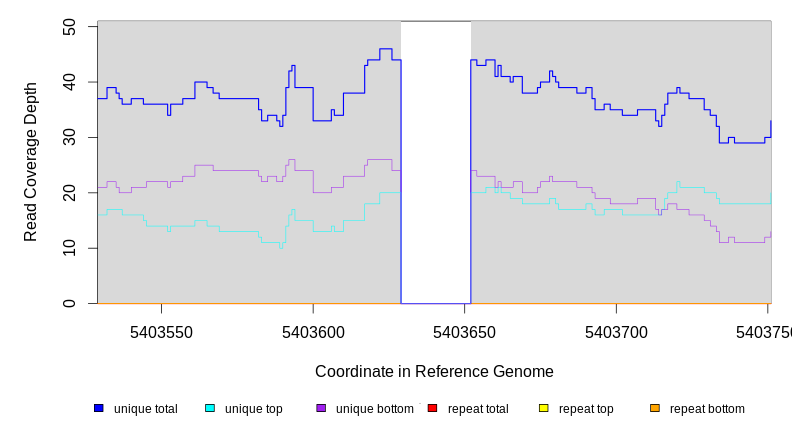 Read Coverage Depth
50
40
30
20
10
0
5403550 5403600 5403650 5403700 540375
Coordinate in Reference Genome
unique total unique top unique bottom repeat total repeat top repeat bottom